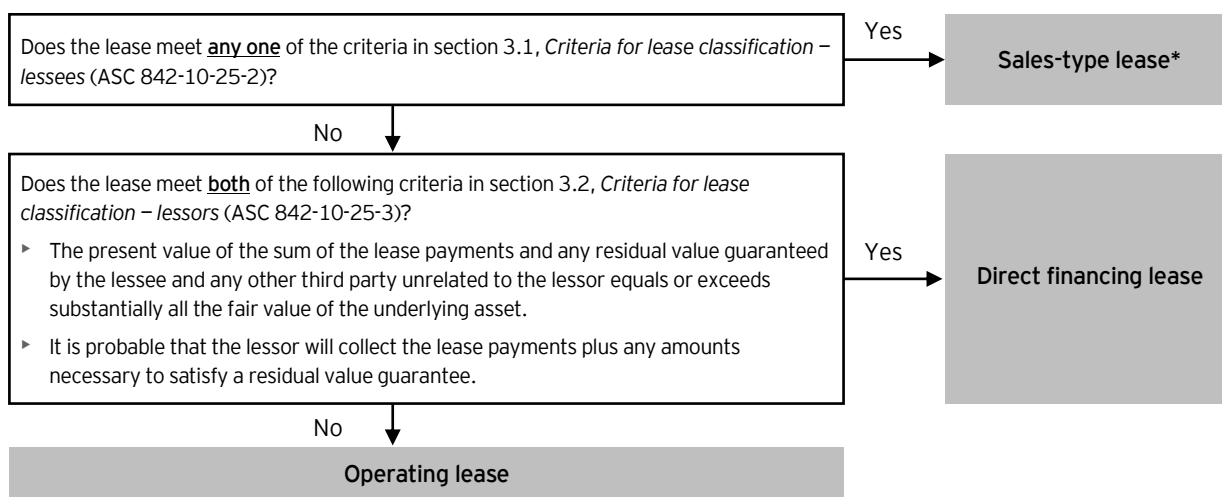 Does the lease meet any one of the criteria in section 3.1, Criteria for lease classification –
lessees (ASC 842-10-25-2)?
Yes
Sales-type lease*
No
Does the lease meet both of the following criteria in section 3.2, Criteria for lease
classification – lessors (ASC 842-10-25-3)?
► The present value of the sum of the lease payments and any residual value guaranteed
by the lessee and any other third party unrelated to the lessor equals or exceeds
substantially all the fair value of the underlying asset.
► It is probable that the lessor will collect the lease payments plus any amounts
necessary to satisfy a residual value guarantee.
Yes
Direct financing lease
No
Operating lease